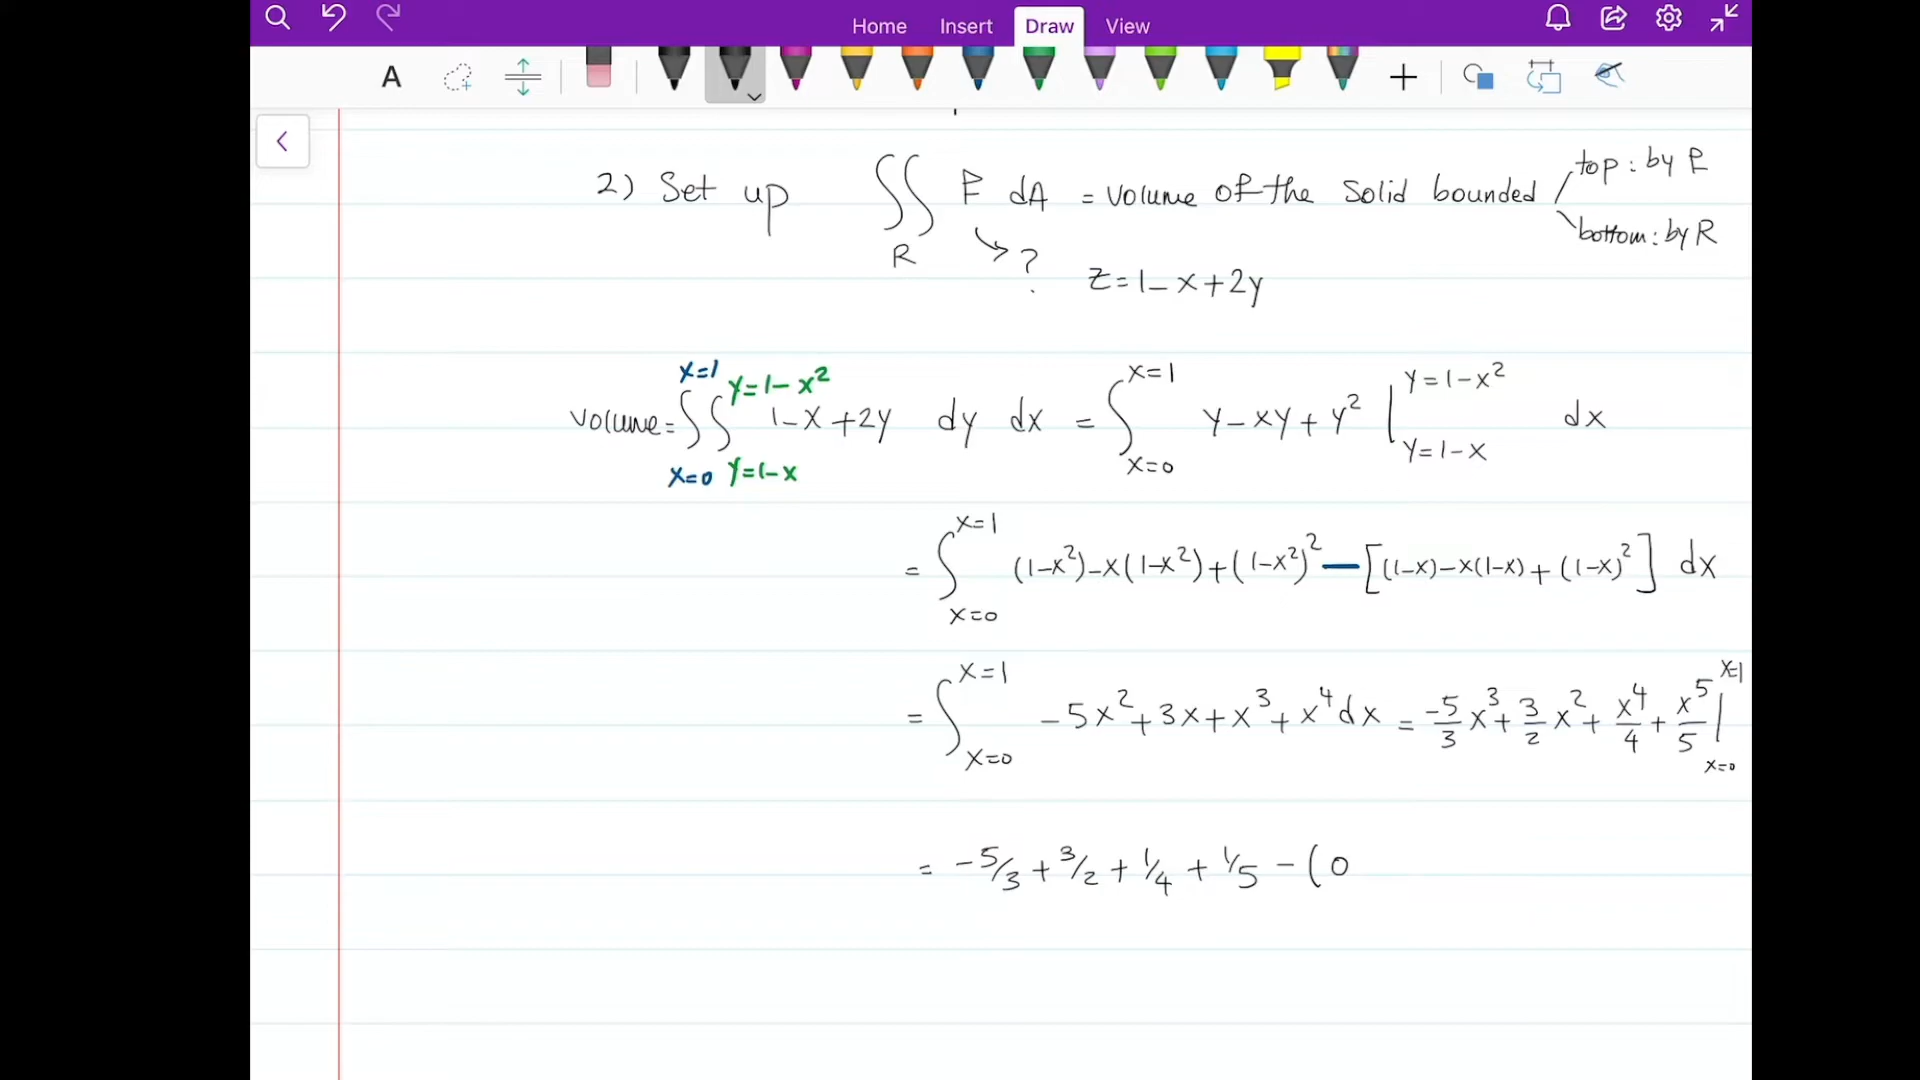 Home Insert Draw View
A
2) Set up ∬_R F dA = volume of the solid bounded
top: by F
bottom: by R
?
z = 1 - x + 2y
volume = ∫_{x=0}^{x=1} ∫_{y=1-x}^{y=1-x²} 1-x+2y dy dx = ∫_{x=0}^{x=1} y - xy + y² |_{y=1-x}^{y=1-x²} dx
= ∫_{x=0}^{x=1} (1-x²)-x(1-x²)+(1-x²)² - [(1-x)-x(1-x)+(1-x)²] dx
= ∫_{x=0}^{x=1} -5x²+3x+x³+x⁴dx = -5/3 x³ + 3/2 x² + x⁴/4 + x⁵/5 |_{x=0}^{x=1}
= -5/3 + 3/2 + 1/4 + 1/5 - (0